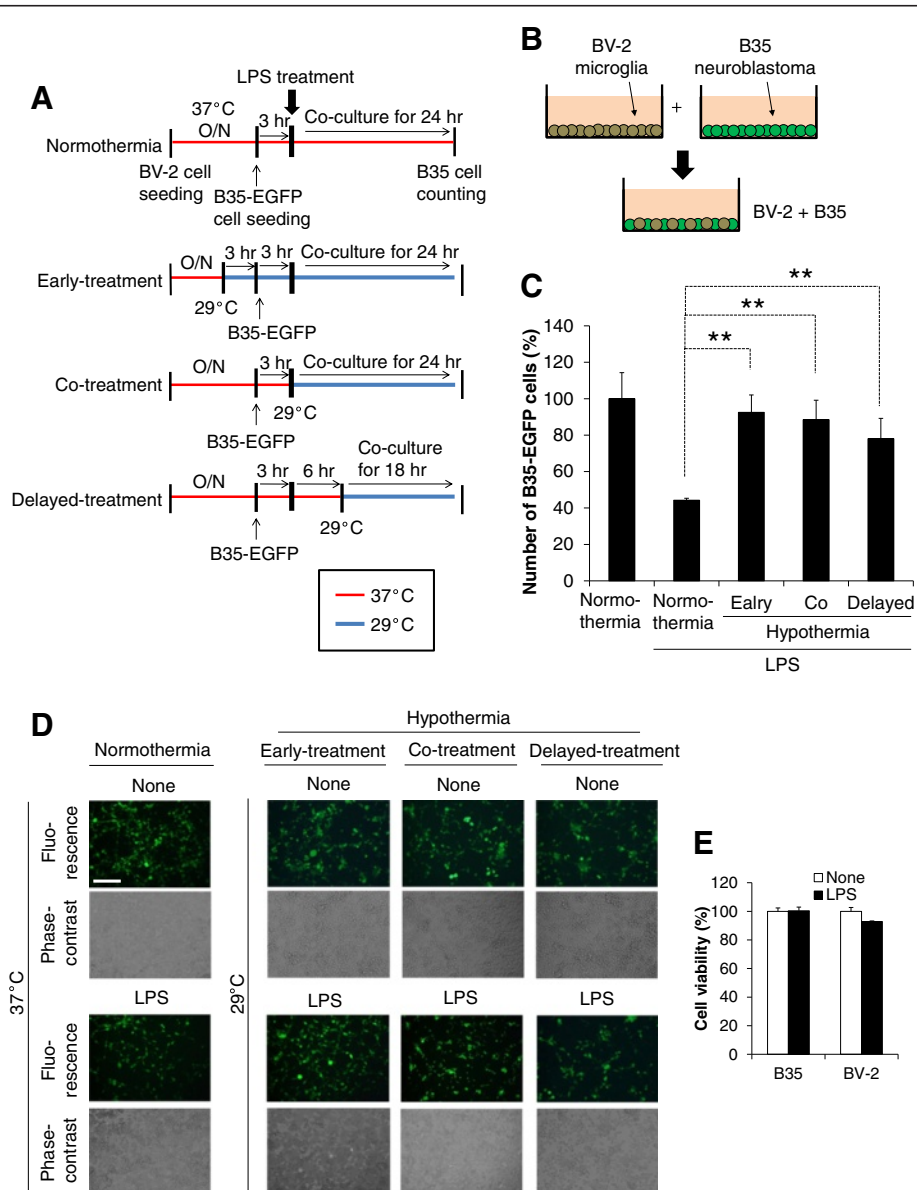 A
LPS treatment
37°C
O/N
3 hr
Co-culture for 24 hr
Normothermia
BV-2 cell
seeding
B35-EGFP
cell seeding
B35 cell
counting
O/N
3 hr
3 hr
Co-culture for 24 hr
Early-treatment
29°C
B35-EGFP
O/N
3 hr
Co-culture for 24 hr
Co-treatment
29°C
B35-EGFP
O/N
3 hr
6 hr
Co-culture
for 18 hr
Delayed-treatment
29°C
B35-EGFP
37°C
29°C
B
BV-2
microglia
B35
neuroblastoma
+
BV-2 + B35
C
Number of B35-EGFP cells (%)
140
120
100
80
60
40
20
0
**
**
**
Normo-
thermia
Normo-
thermia
Ealry
Co
Delayed
Hypothermia
LPS
D
Hypothermia
Normothermia
Early-treatment
Co-treatment
Delayed-treatment
None
None
None
None
37°C
29°C
Fluo-
rescence
Phase-
contrast
LPS
LPS
LPS
LPS
Fluo-
rescence
Phase-
contrast
E
None
LPS
Cell viability (%)
120
100
80
60
40
20
0
B35
BV-2